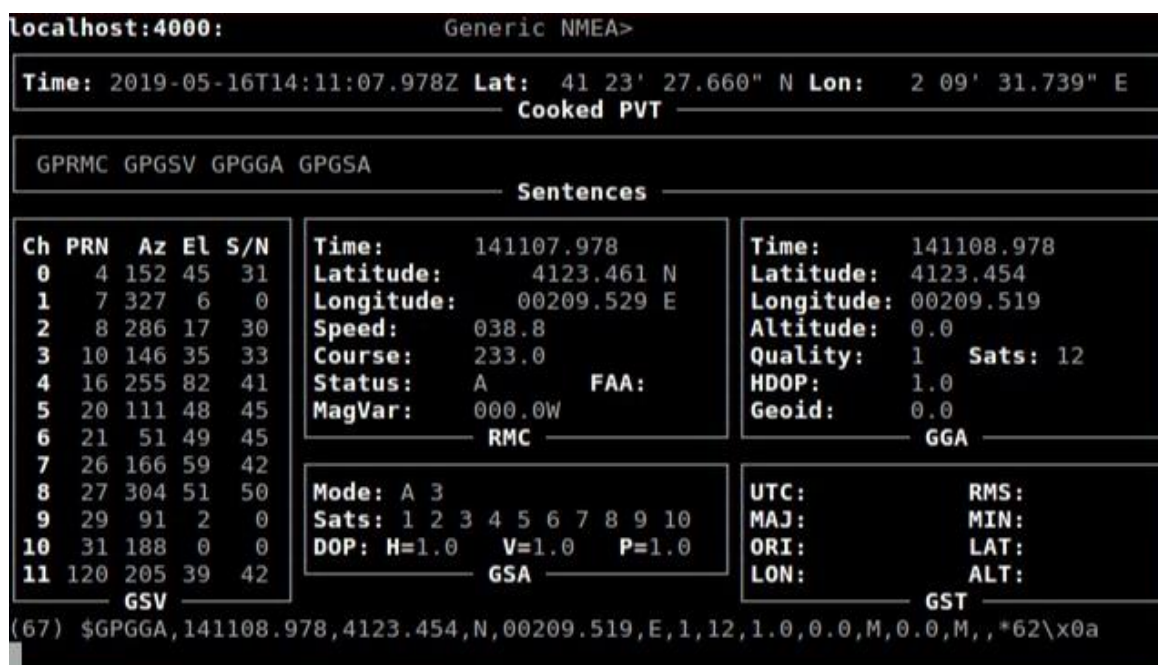 localhost:4000: Generic NMEA>
Time: 2019-05-16T14:11:07.978Z Lat: 41 23' 27.660" N Lon: 2 09' 31.739" E
Cooked PVT
GPRMC GPGSV GPGGA GPGSA
Sentences
Ch PRN Az El S/N
0 4 152 45 31
1 7 327 6 0
2 8 286 17 30
3 10 146 35 33
4 16 255 82 41
5 20 111 48 45
6 21 51 49 45
7 26 166 59 42
8 27 304 51 50
9 29 91 2 0
10 31 188 0 0
11 120 205 39 42
GSV
Time: 141107.978
Latitude: 4123.461 N
Longitude: 00209.529 E
Speed: 038.8
Course: 233.0
Status: A FAA:
MagVar: 000.0W
RMC
Time: 141108.978
Latitude: 4123.454
Longitude: 00209.519
Altitude: 0.0
Quality: 1 Sats: 12
HDOP: 1.0
Geoid: 0.0
GGA
Mode: A 3
Sats: 1 2 3 4 5 6 7 8 9 10
DOP: H=1.0 V=1.0 P=1.0
GSA
UTC: RMS:
MAJ: MIN:
ORI: LAT:
LON: ALT:
GST
(67) $GPGGA,141108.978,4123.454,N,00209.519,E,1,12,1.0,0.0,M,0.0,M,,*62\x0a